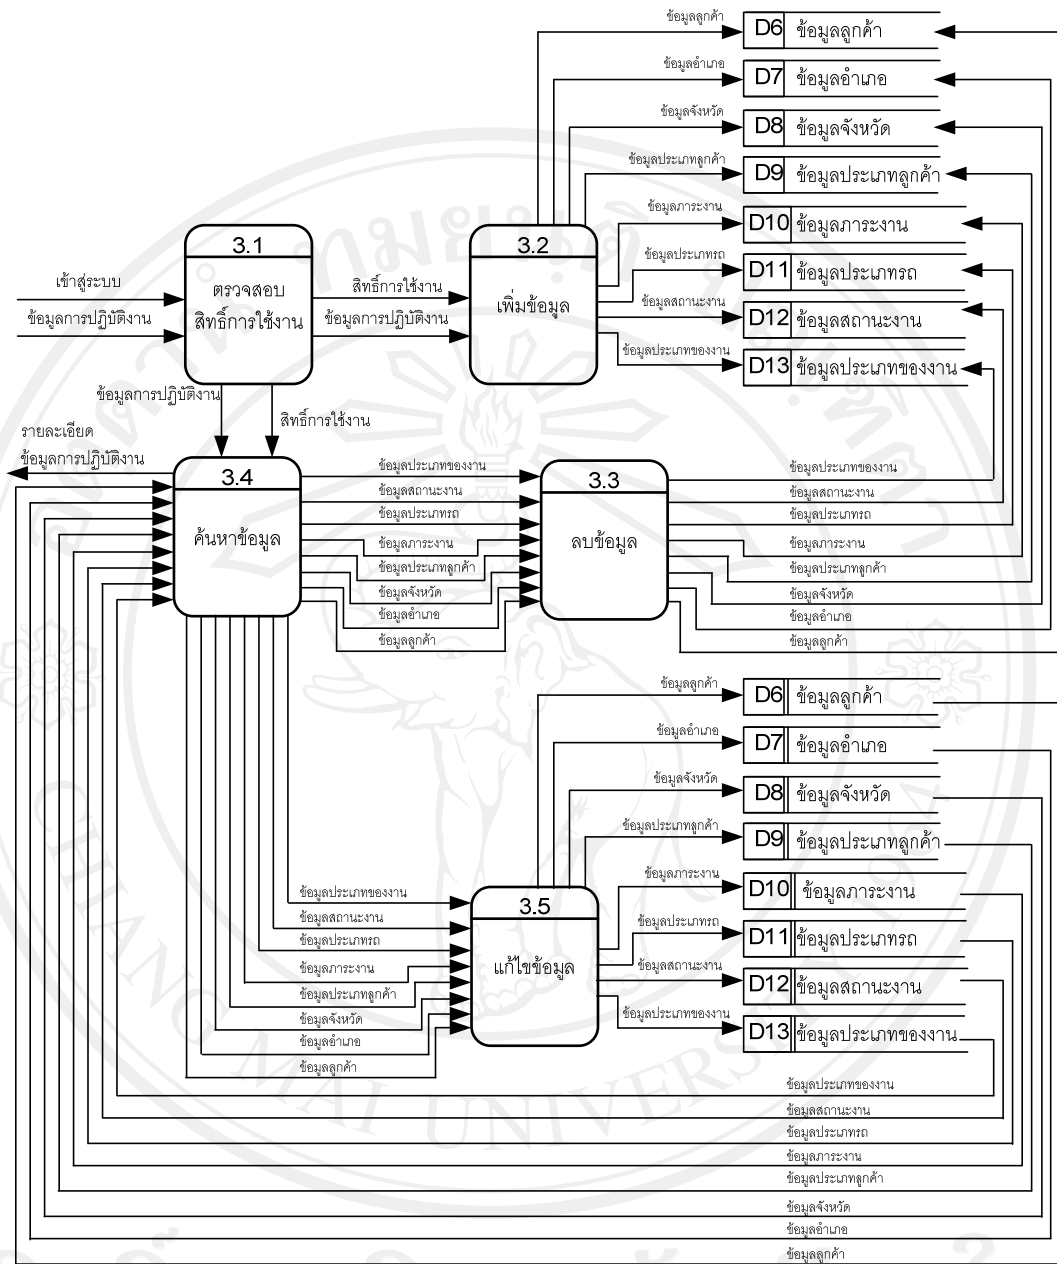 ข้อมูลลูกค้า
D6 ข้อมูลลูกค้า
ข้อมูลอำเภอ
D7 ข้อมูลอำเภอ
ข้อมูลจังหวัด
D8 ข้อมูลจังหวัด
ข้อมูลประเภทลูกค้า
D9 ข้อมูลประเภทลูกค้า
ข้อมูลภาระงาน
D10 ข้อมูลภาระงาน
ข้อมูลประเภทรถ
D11 ข้อมูลประเภทรถ
ข้อมูลสถานะงาน
D12 ข้อมูลสถานะงาน
ข้อมูลประเภทของงาน
D13 ข้อมูลประเภทของงาน
เข้าสู่ระบบ
ข้อมูลการปฏิบัติงาน
3.1
ตรวจสอบ
สิทธิ์การใช้งาน
สิทธิ์การใช้งาน
ข้อมูลการปฏิบัติงาน
3.2
เพิ่มข้อมูล
ข้อมูลการปฏิบัติงาน
สิทธิ์การใช้งาน
รายละเอียด
ข้อมูลการปฏิบัติงาน
3.4
ค้นหาข้อมูล
ข้อมูลประเภทของงาน
ข้อมูลสถานะงาน
ข้อมูลประเภทรถ
ข้อมูลภาระงาน
ข้อมูลประเภทลูกค้า
ข้อมูลจังหวัด
ข้อมูลอำเภอ
ข้อมูลลูกค้า
3.3
ลบข้อมูล
ข้อมูลประเภทของงาน
ข้อมูลสถานะงาน
ข้อมูลประเภทรถ
ข้อมูลภาระงาน
ข้อมูลประเภทลูกค้า
ข้อมูลจังหวัด
ข้อมูลอำเภอ
ข้อมูลลูกค้า
ข้อมูลลูกค้า
D6 ข้อมูลลูกค้า
ข้อมูลอำเภอ
D7 ข้อมูลอำเภอ
ข้อมูลจังหวัด
D8 ข้อมูลจังหวัด
ข้อมูลประเภทลูกค้า
D9 ข้อมูลประเภทลูกค้า
ข้อมูลภาระงาน
D10 ข้อมูลภาระงาน
ข้อมูลประเภทรถ
D11 ข้อมูลประเภทรถ
ข้อมูลสถานะงาน
D12 ข้อมูลสถานะงาน
ข้อมูลประเภทของงาน
D13 ข้อมูลประเภทของงาน
ข้อมูลประเภทของงาน
ข้อมูลสถานะงาน
ข้อมูลประเภทรถ
ข้อมูลภาระงาน
ข้อมูลประเภทลูกค้า
ข้อมูลจังหวัด
ข้อมูลอำเภอ
ข้อมูลลูกค้า
3.5
แก้ไขข้อมูล
ข้อมูลประเภทของงาน
ข้อมูลสถานะงาน
ข้อมูลประเภทรถ
ข้อมูลภาระงาน
ข้อมูลประเภทลูกค้า
ข้อมูลจังหวัด
ข้อมูลอำเภอ
ข้อมูลลูกค้า
CHIANG MAI UNIVERSITY 1964